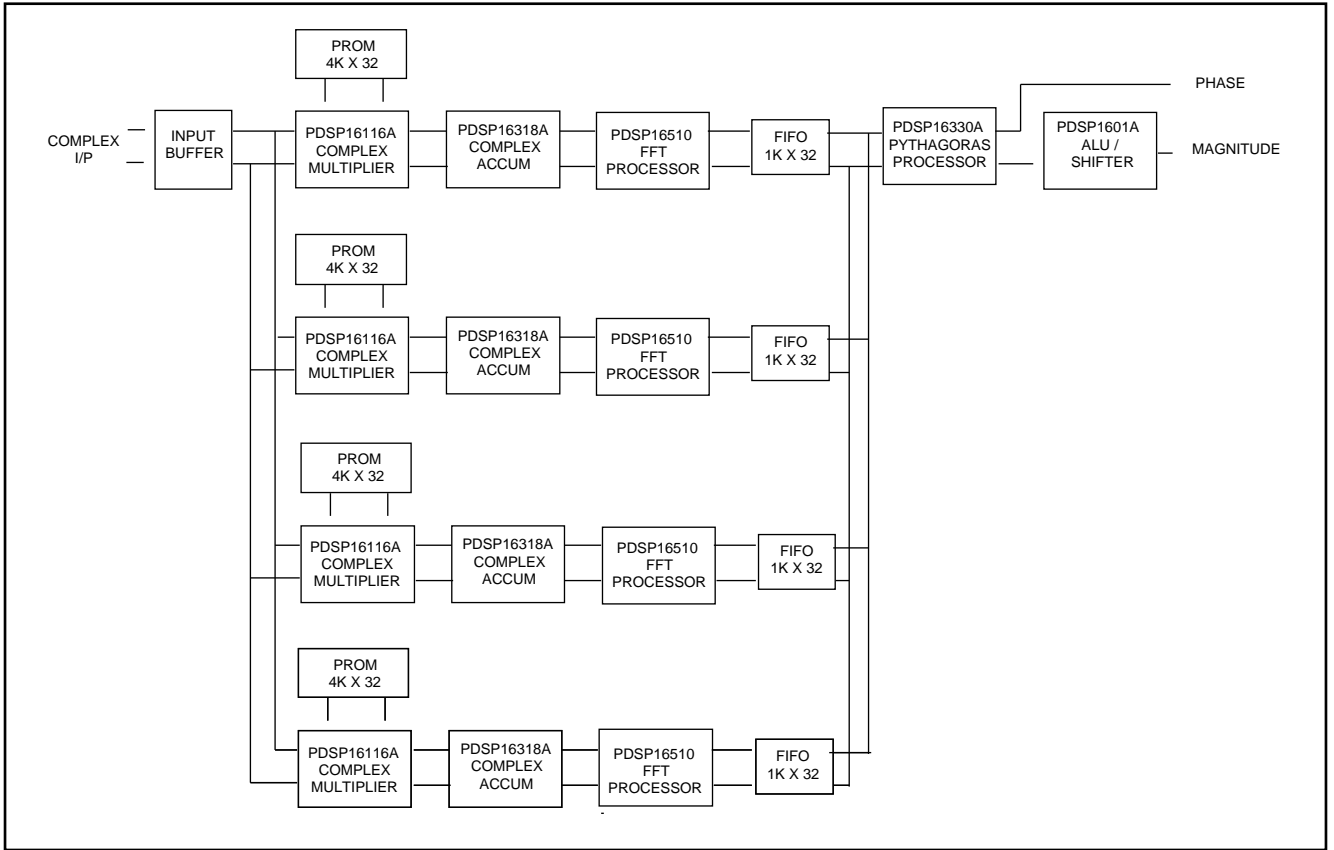 PROM
4K X 32
COMPLEX
I/P
INPUT
BUFFER
PDSP16116A
COMPLEX
MULTIPLIER
PDSP16318A
COMPLEX
ACCUM
PDSP16510
FFT
PROCESSOR
FIFO
1K X 32
PDSP16330A
PYTHAGORAS
PROCESSOR
PDSP1601A
ALU /
SHIFTER
PHASE
MAGNITUDE
PROM
4K X 32
PDSP16116A
COMPLEX
MULTIPLIER
PDSP16318A
COMPLEX
ACCUM
PDSP16510
FFT
PROCESSOR
FIFO
1K X 32
PROM
4K X 32
PDSP16116A
COMPLEX
MULTIPLIER
PDSP16318A
COMPLEX
ACCUM
PDSP16510
FFT
PROCESSOR
FIFO
1K X 32
PROM
4K X 32
PDSP16116A
COMPLEX
MULTIPLIER
PDSP16318A
COMPLEX
ACCUM
PDSP16510
FFT
PROCESSOR
FIFO
1K X 32